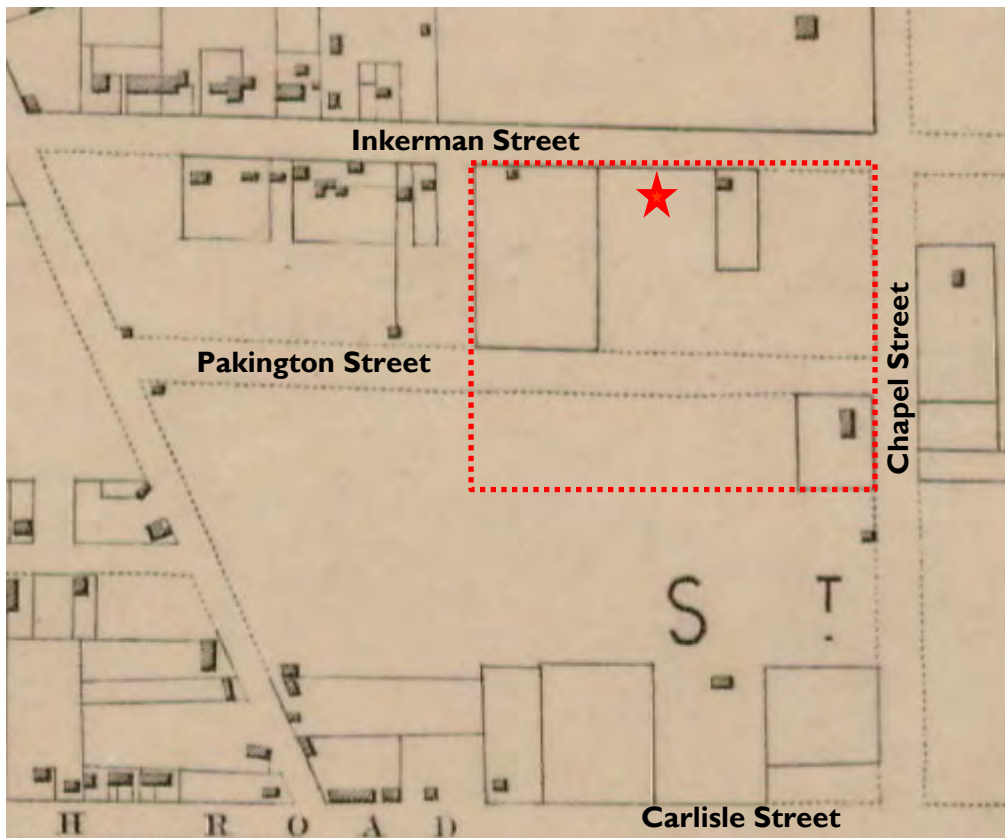 Inkerman Street
Pakington Street
Chapel Street
S T.
Carlisle Street
H R O A D